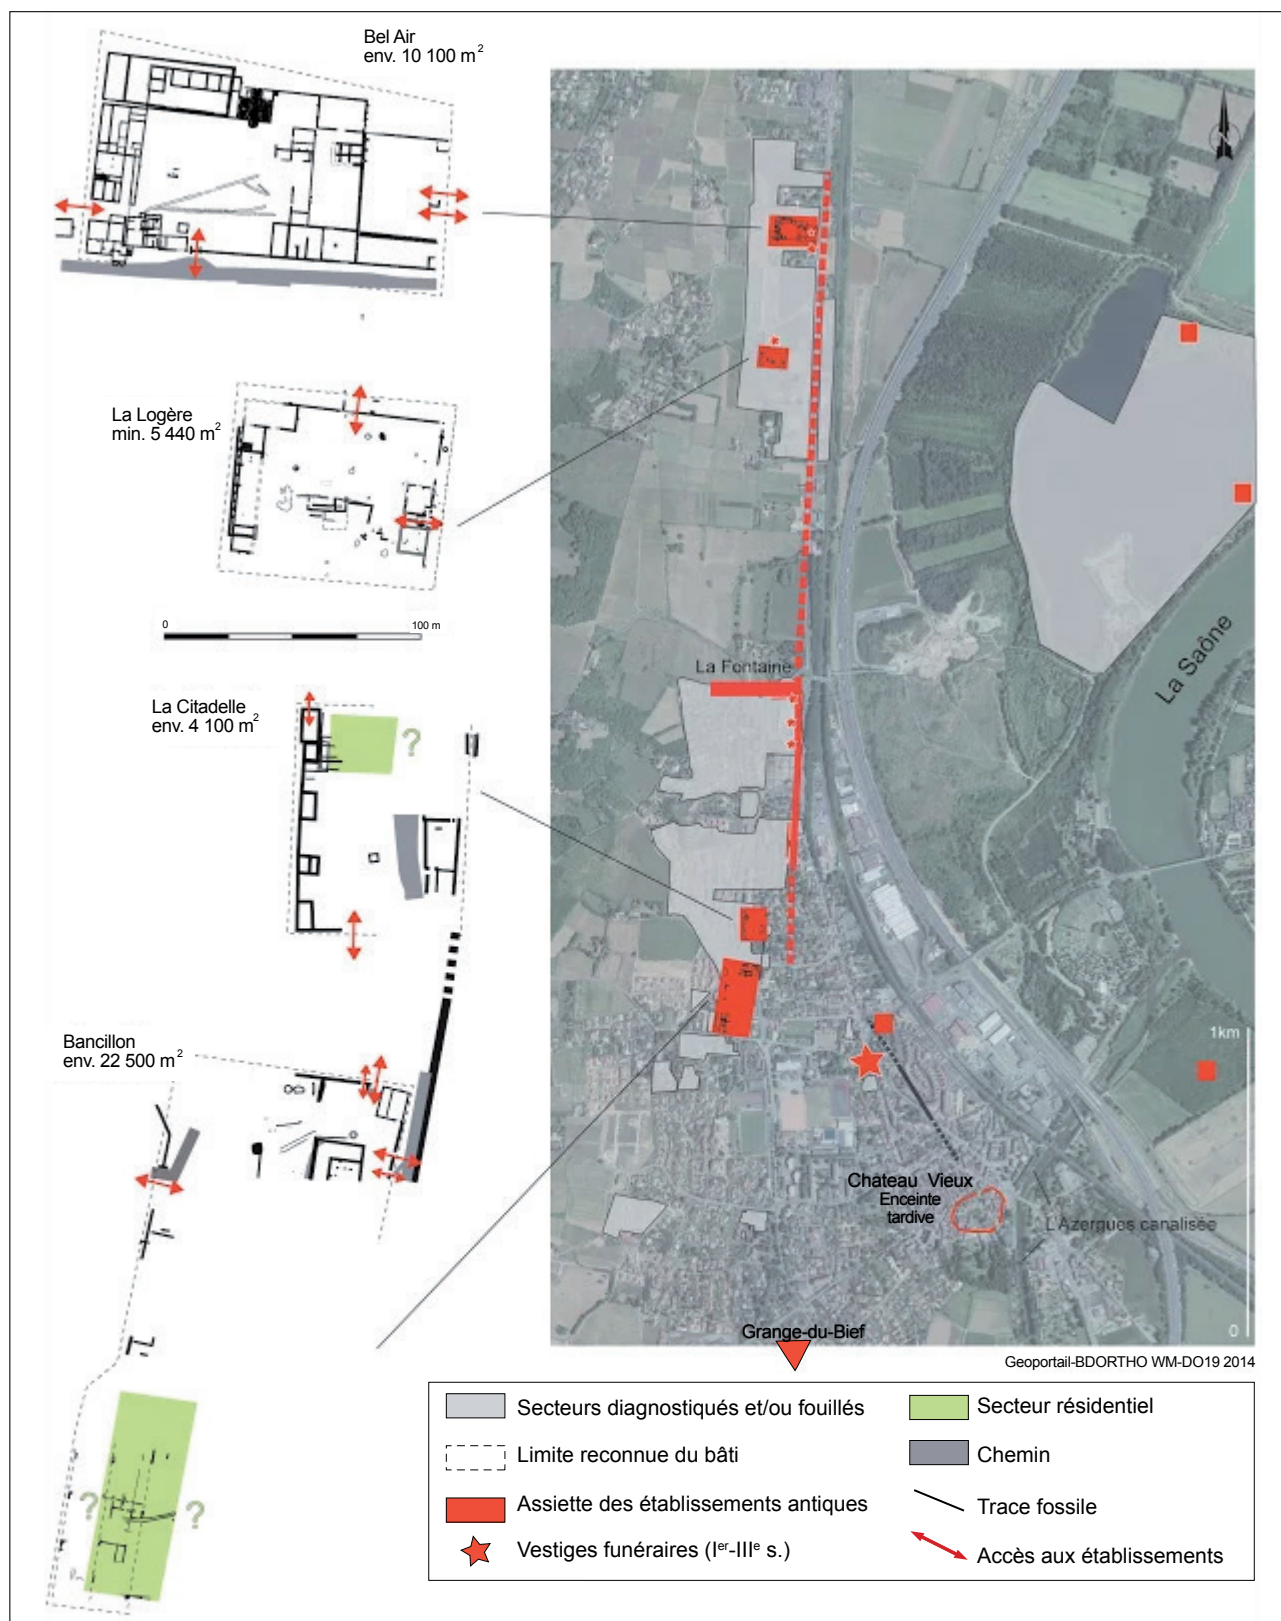 Bel Air
env. 10 100 m²
La Logère
min. 5 440 m²
0 100 m
La Citadelle
env. 4 100 m²
?
Bancillon
env. 22 500 m²
? ?
La Fontaine
La Saône
1km
Chateau Vieux
Enceinte
tardive
L'Azergues canalisée
0
Grange-du-Bief
Geoportail-BDORTHO WM-DO19 2014
Secteurs diagnostiqués et/ou fouillés
Limite reconnue du bâti
Assiette des établissements antiques
Vestiges funéraires (Iᵉʳ-IIIᵉ s.)
Secteur résidentiel
Chemin
Trace fossile
Accès aux établissements